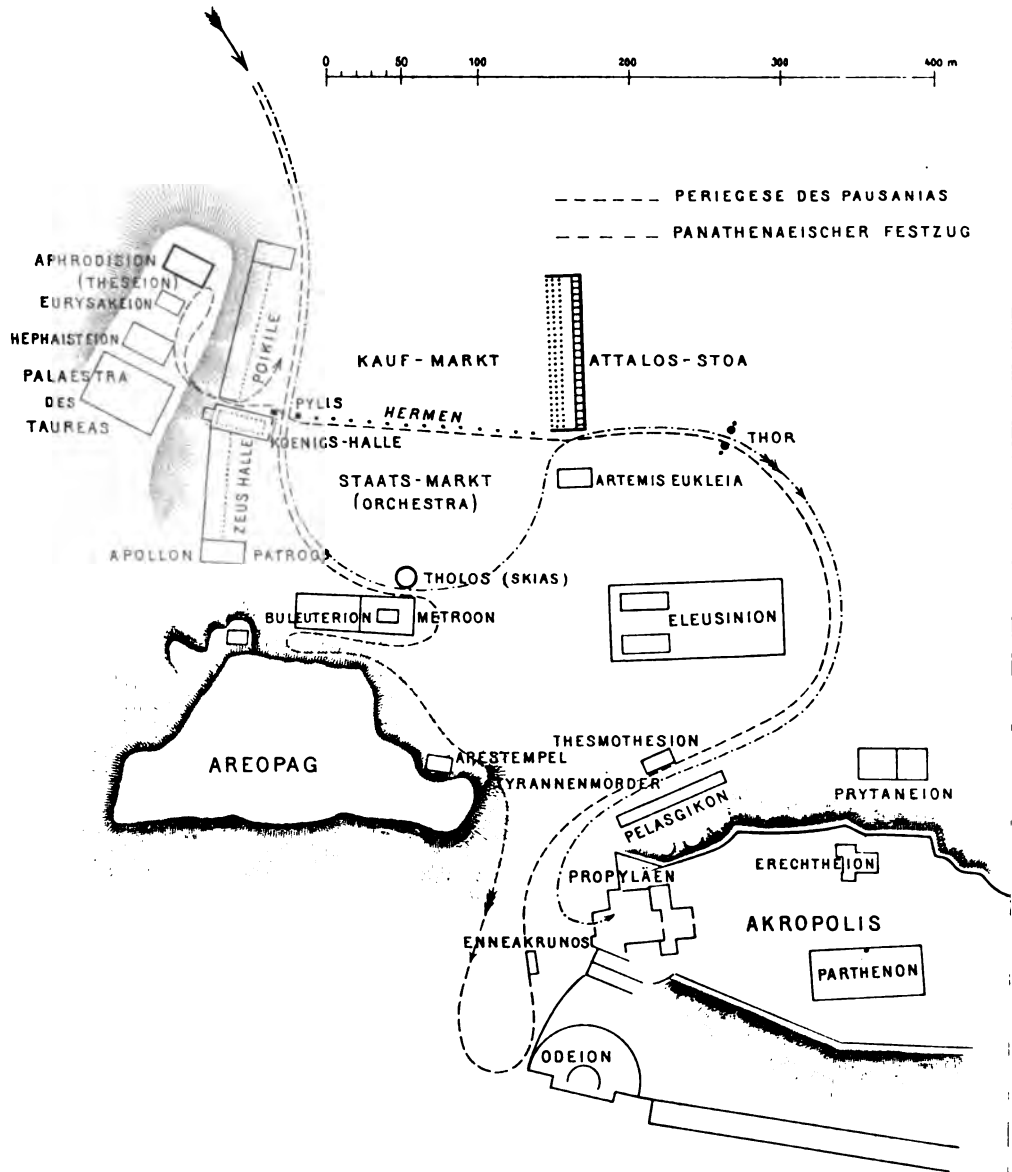 0 50 100 200 300 400 m
PERIEGESE DES PAUSANIAS
PANATHENAEISCHER FESTZUG
APHRODISION
(THESEION)
EURYSAKEION
HEPHAISTEION
PALAESTRA
DES
TAUREAS
POIKILE
KAUF-MARKT
ATTALOS-STOA
PYLIS
HERMEN
KOENIGS-HALLE
THOR
ZEUS HALLE
STAATS-MARKT
(ORCHESTRA)
ARTEMIS EUKLEIA
APOLLON PATROOS
THOLOS (SKIAS)
BULEUTERION
METROON
ELEUSINION
AREOPAG
ARESTEMPEL
TYRANNENMÖRDER
THESMOTHESION
PELASGIKON
PRYTANEION
PROPYLÄEN
ERECHTHEION
AKROPOLIS
ENNEAKRUNOS
PARTHENON
ODEION